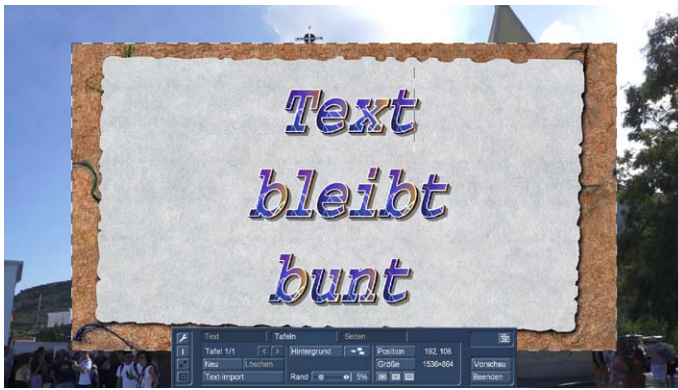 Text
bleibt
bunt
Text Tafeln Seiten
Tafel 1/1 Hintergrund Position 192, 108
Neu Löschen Größe 1536×864 Vorschau
Text-Import Rand 5% Beenden